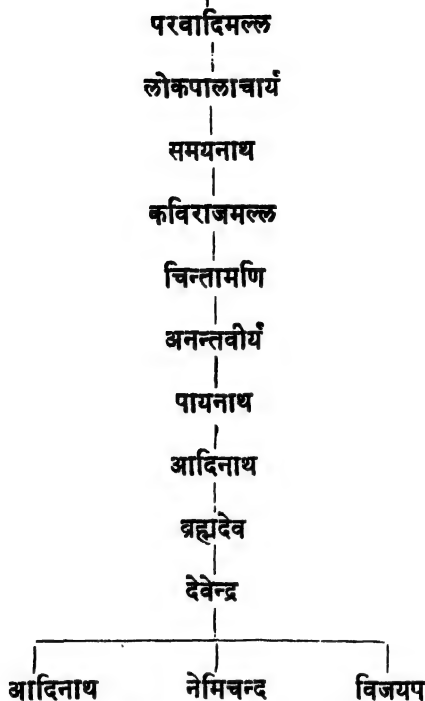 परवादिमल्ल
लोकपालाचार्य
समयनाथ
कविराजमल्ल
चिन्तामणि
अनन्तवीर्य
पायनाथ
आदिनाथ
ब्रह्मदेव
देवेन्द्र
आदिनाथ नेमिचन्द विजयप